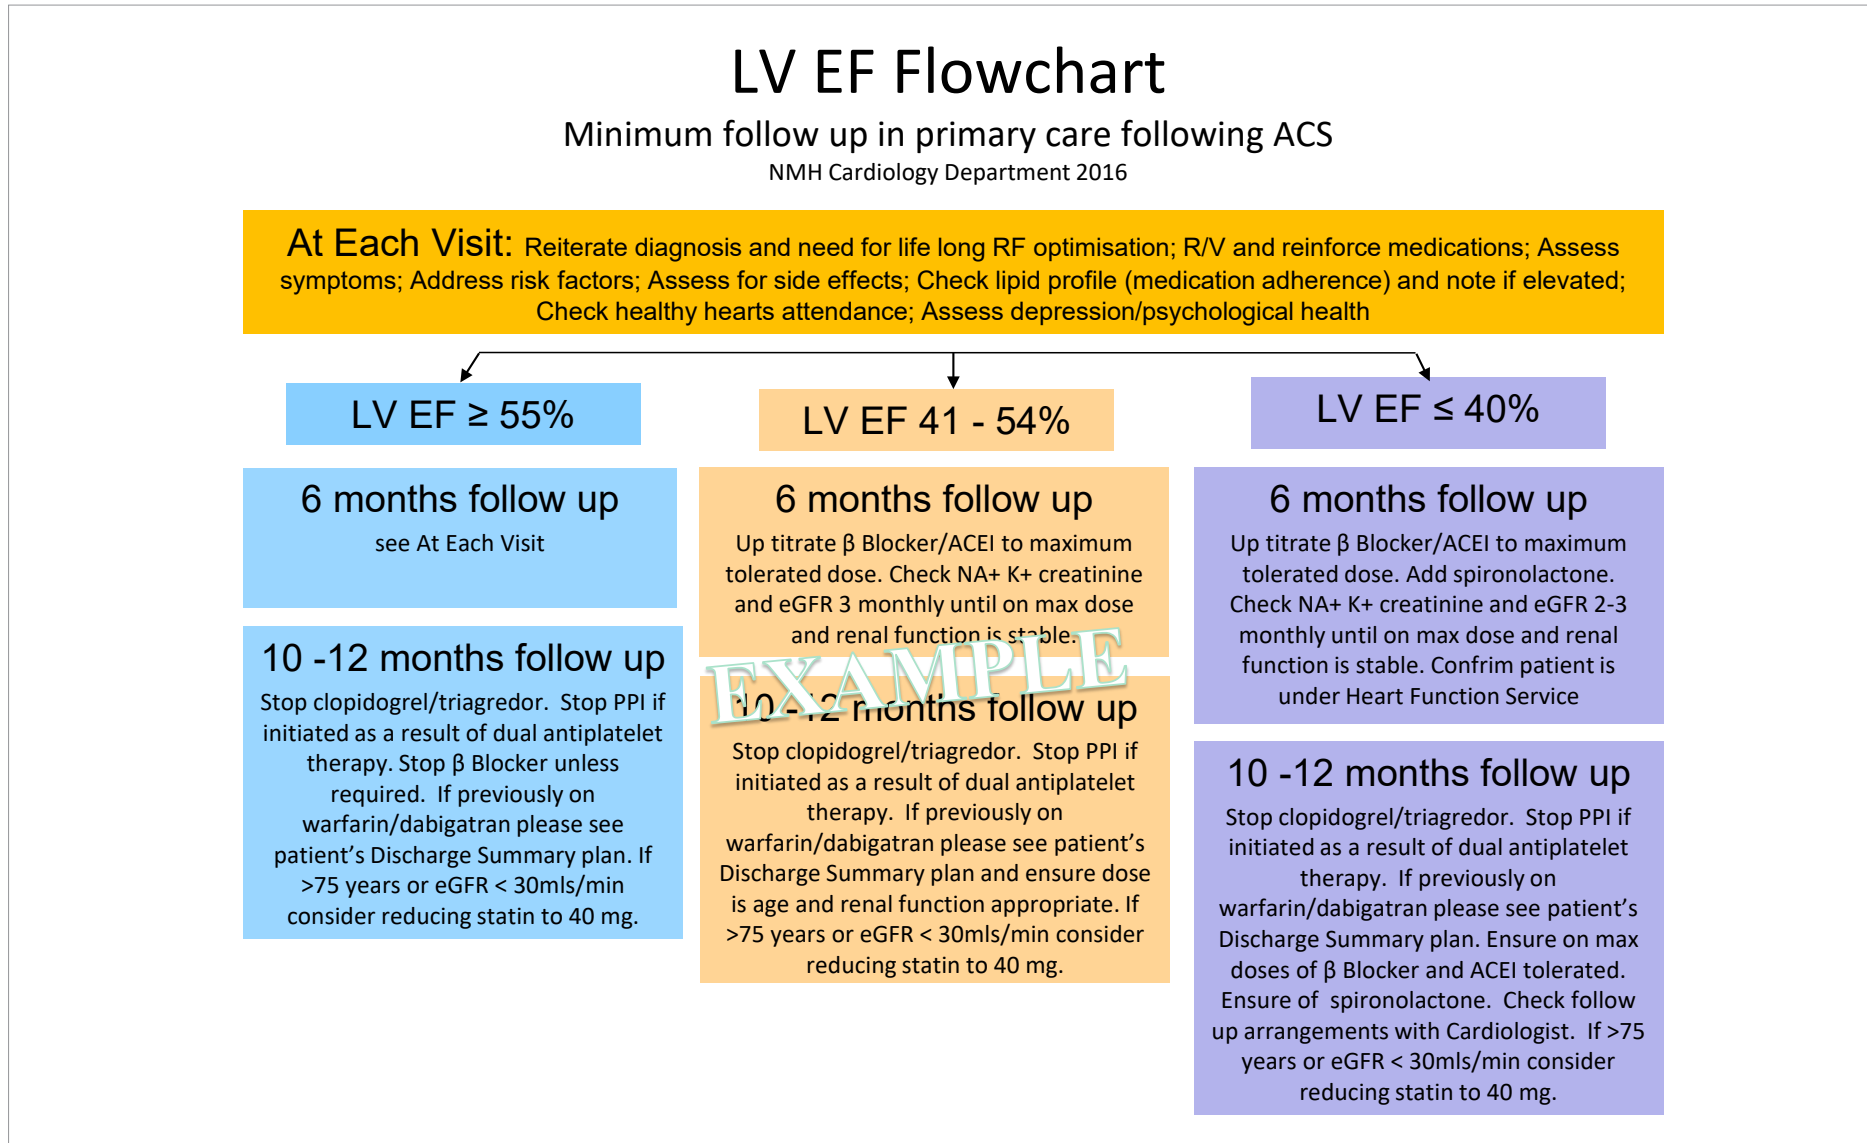 LV EF Flowchart
Minimum follow up in primary care following ACS
NMH Cardiology Department 2016
At Each Visit: Reiterate diagnosis and need for life long RF optimisation; R/V and reinforce medications; Assess
symptoms; Address risk factors; Assess for side effects; Check lipid profile (medication adherence) and note if elevated;
Check healthy hearts attendance; Assess depression/psychological health
LV EF ≥ 55%
6 months follow up
see At Each Visit
10 -12 months follow up
Stop clopidogrel/triagredor.  Stop PPI if
initiated as a result of dual antiplatelet
therapy. Stop β Blocker unless
required.  If previously on
warfarin/dabigatran please see
patient’s Discharge Summary plan. If
>75 years or eGFR < 30mls/min
consider reducing statin to 40 mg.
LV EF 41 - 54%
6 months follow up
Up titrate β Blocker/ACEI to maximum
tolerated dose. Check NA+ K+ creatinine
and eGFR 3 monthly until on max dose
and renal function is stable.
EXAMPLE
10 -12 months follow up
Stop clopidogrel/triagredor.  Stop PPI if
initiated as a result of dual antiplatelet
therapy.  If previously on
warfarin/dabigatran please see patient’s
Discharge Summary plan and ensure dose
is age and renal function appropriate. If
>75 years or eGFR < 30mls/min consider
reducing statin to 40 mg.
LV EF ≤ 40%
6 months follow up
Up titrate β Blocker/ACEI to maximum
tolerated dose. Add spironolactone.
Check NA+ K+ creatinine and eGFR 2-3
monthly until on max dose and renal
function is stable. Confrim patient is
under Heart Function Service
10 -12 months follow up
Stop clopidogrel/triagredor.  Stop PPI if
initiated as a result of dual antiplatelet
therapy.  If previously on
warfarin/dabigatran please see patient’s
Discharge Summary plan. Ensure on max
doses of β Blocker and ACEI tolerated.
Ensure of  spironolactone.  Check follow
up arrangements with Cardiologist.  If >75
years or eGFR < 30mls/min consider
reducing statin to 40 mg.